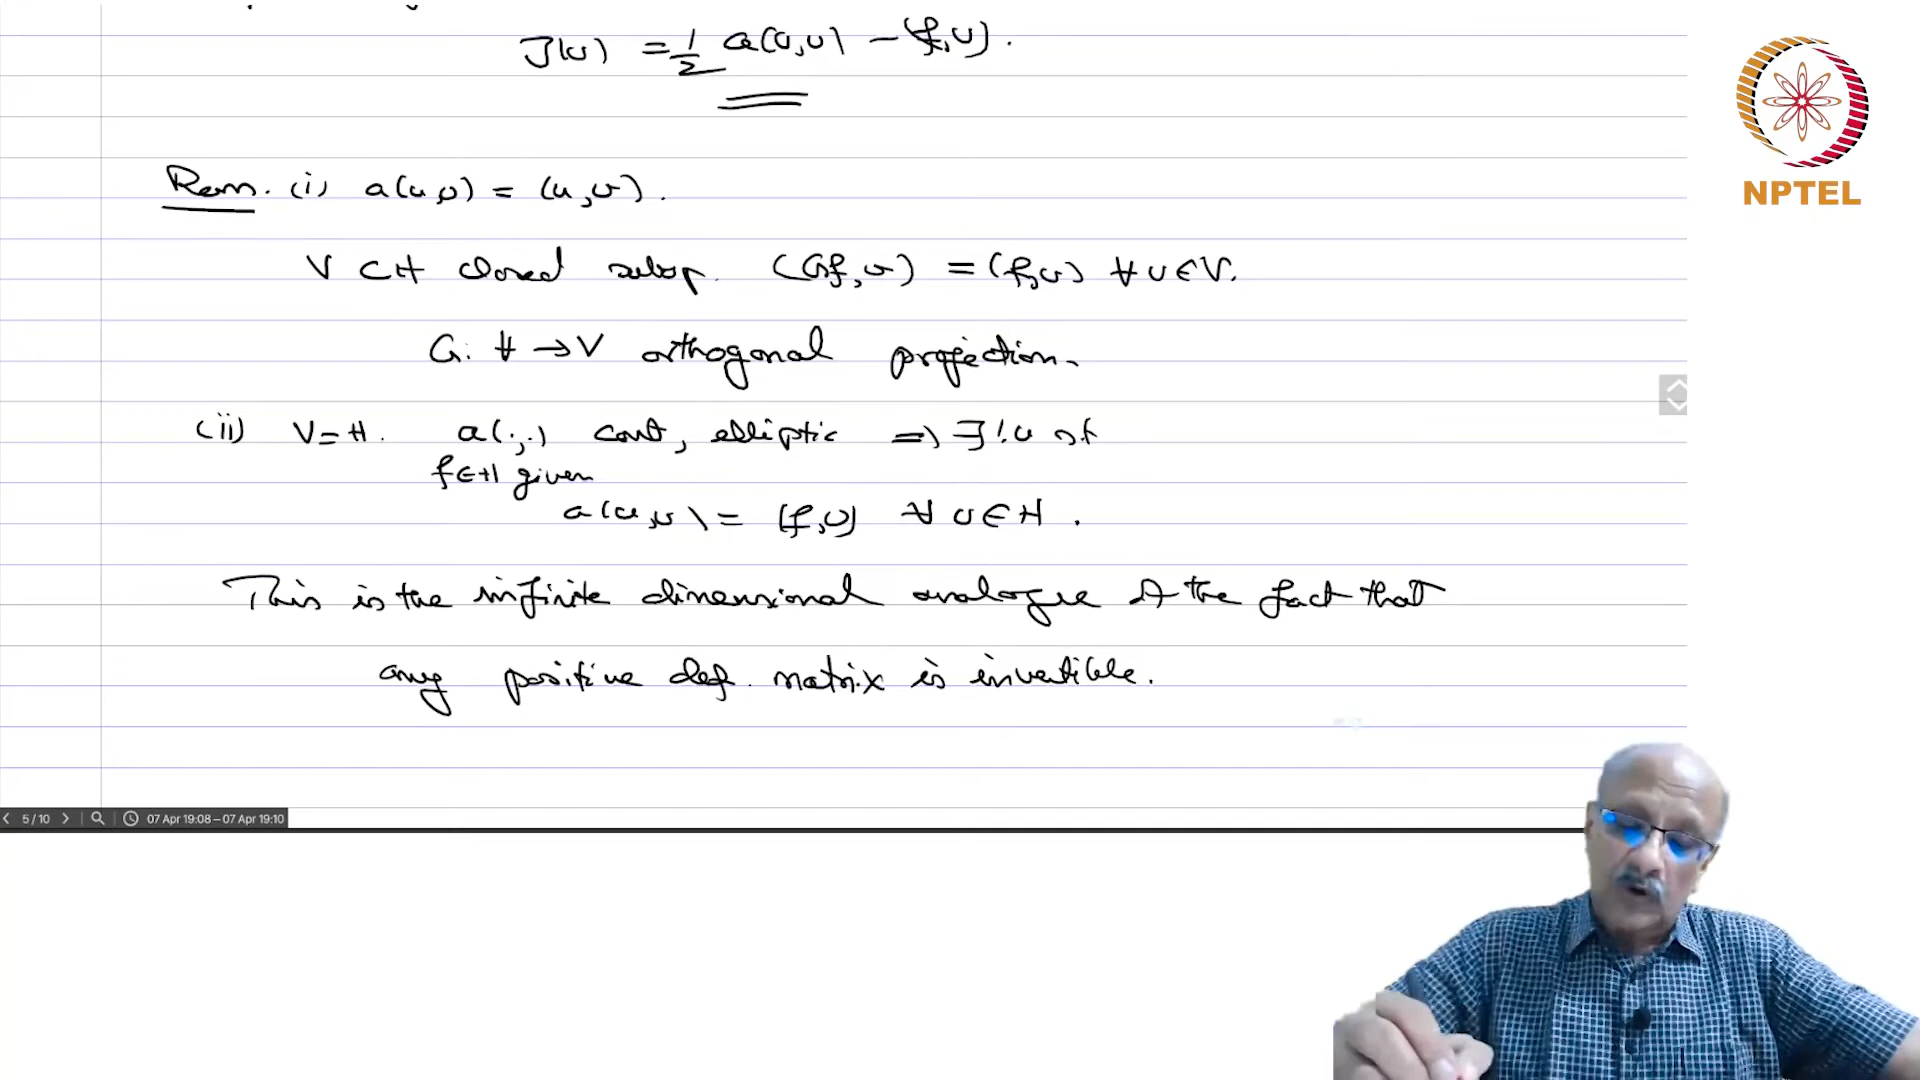 J(v) = 1/2 a(v,v) - (f,v).
NPTEL
Rem. (i) a(u,v) = (u,v).
V ⊂ H closed subsp. (Gf,v) = (f,v) ∀ v ∈ V.
G: H → V orthogonal projection.
(ii) V = H. a(·,·) cont, elliptic ⇒ ∃! u st
f ∈ H given
a(u,v) = (f,v) ∀ v ∈ H.
This is the infinite dimensional analogue of the fact that
any positive def. matrix is invertible.
5 / 10 07 Apr 19:08 – 07 Apr 19:10